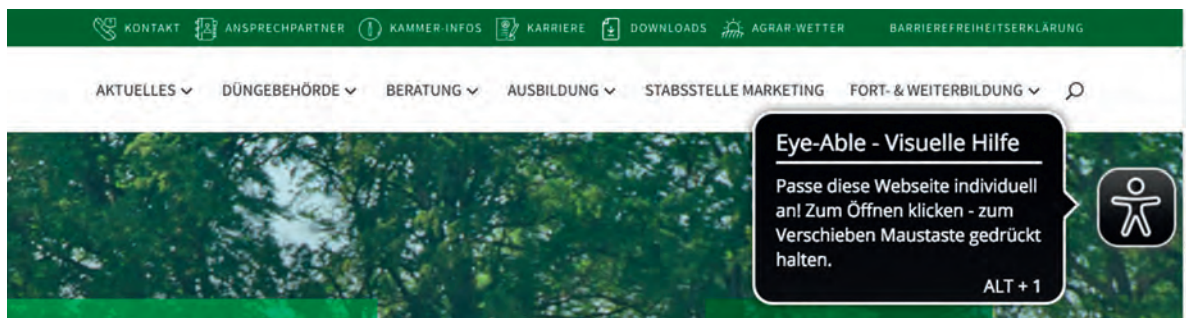 KONTAKT ANSPRECHPARTNER KAMMER-INFOS KARRIERE DOWNLOADS AGRAR-WETTER BARRIEREFREIHEITSERKLÄRUNG
AKTUELLES DÜNGEBEHÖRDE BERATUNG AUSBILDUNG STABSSTELLE MARKETING FORT- & WEITERBILDUNG
Eye-Able - Visuelle Hilfe
Passe diese Webseite individuell
an! Zum Öffnen klicken - zum
Verschieben Maustaste gedrückt
halten.
ALT + 1